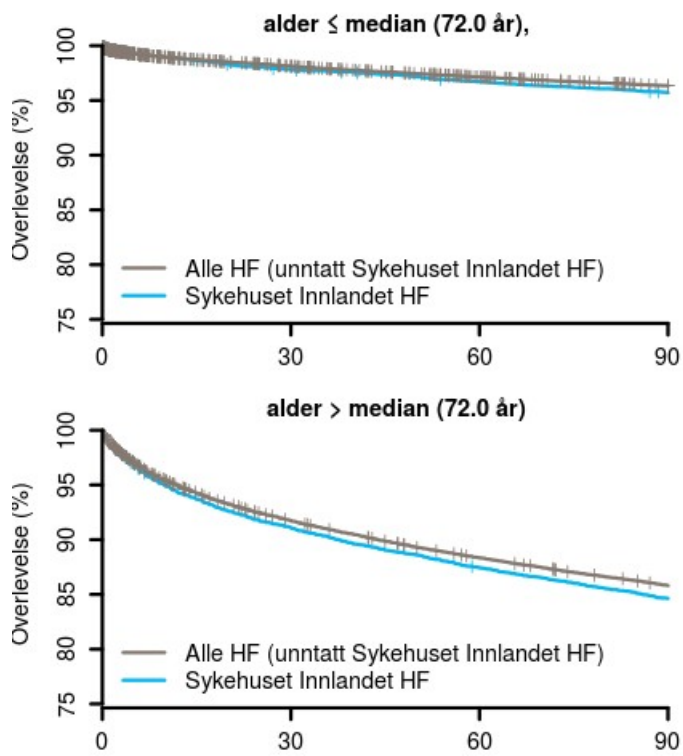 alder ≤ median (72.0 år),
Overlevelse (%)
100
95
90
85
80
75
Alle HF (unntatt Sykehuset Innlandet HF)
Sykehuset Innlandet HF
0 30 60 90
alder > median (72.0 år)
Overlevelse (%)
100
95
90
85
80
75
Alle HF (unntatt Sykehuset Innlandet HF)
Sykehuset Innlandet HF
0 30 60 90